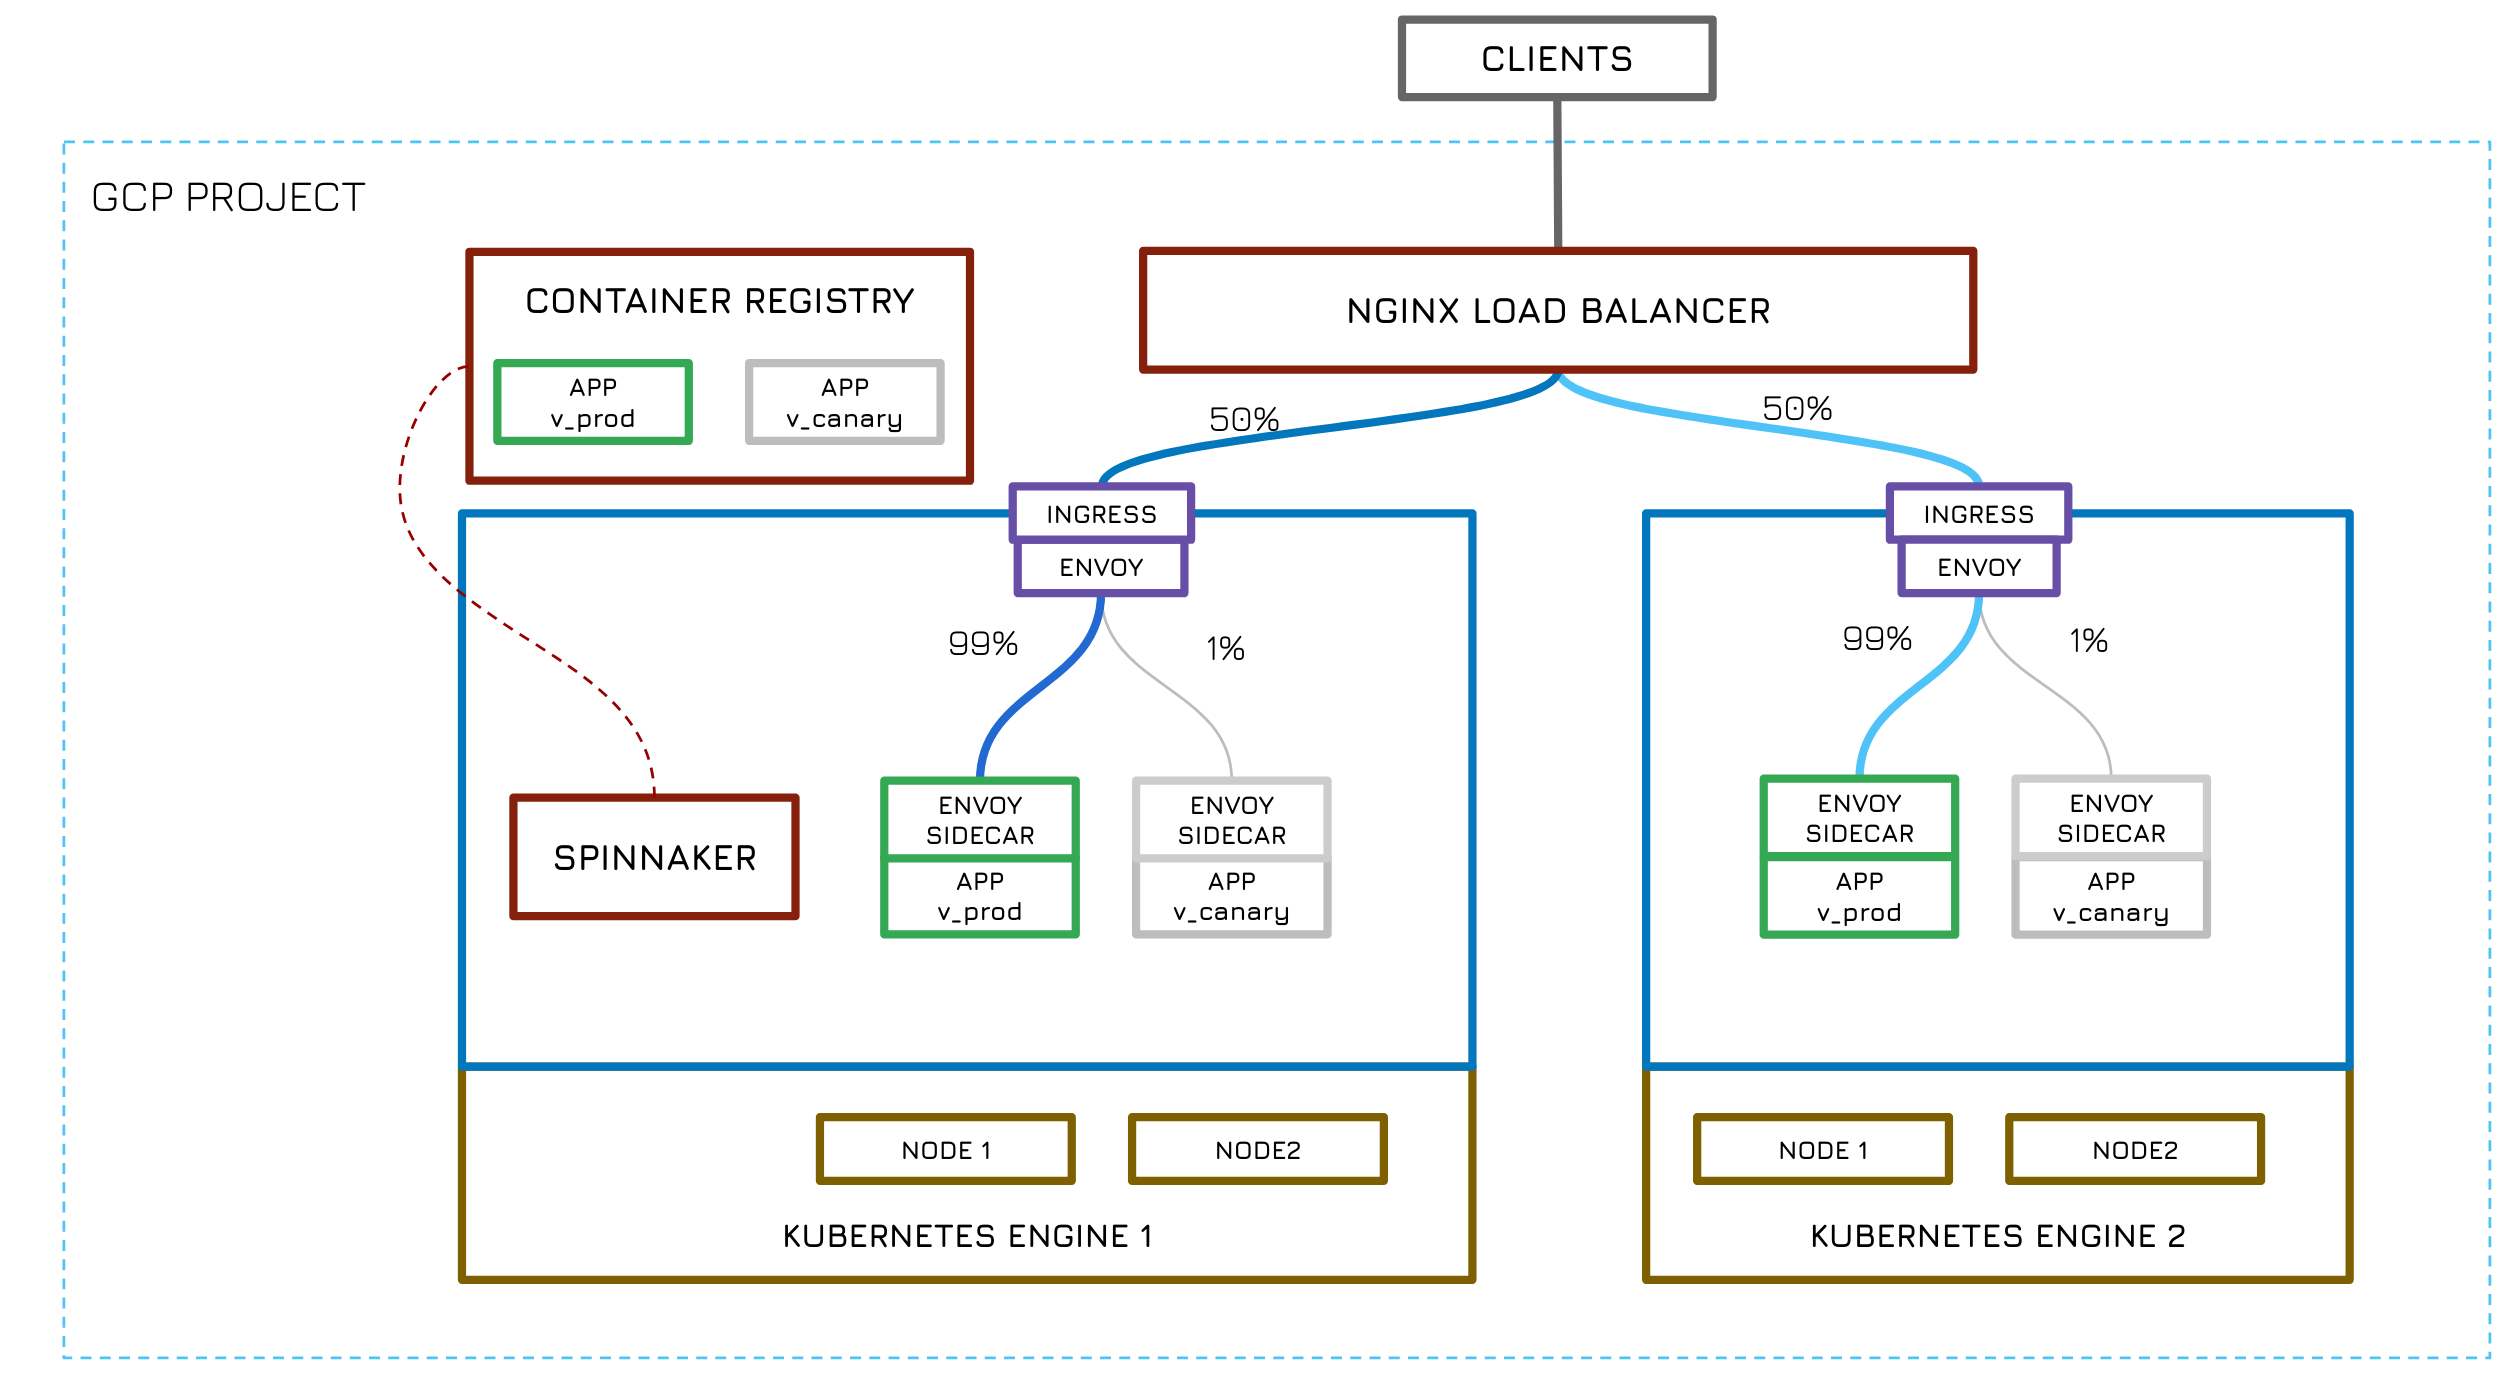 CLIENTS
GCP PROJECT
CONTAINER REGISTRY
APP
v_prod
APP
v_canary
NGINX LOAD BALANCER
50%
50%
INGRESS
ENVOY
99%
1%
SPINNAKER
ENVOY
SIDECAR
APP
v_prod
ENVOY
SIDECAR
APP
v_canary
NODE 1
NODE2
KUBERNETES ENGINE 1
INGRESS
ENVOY
99%
1%
ENVOY
SIDECAR
APP
v_prod
ENVOY
SIDECAR
APP
v_canary
NODE 1
NODE2
KUBERNETES ENGINE 2